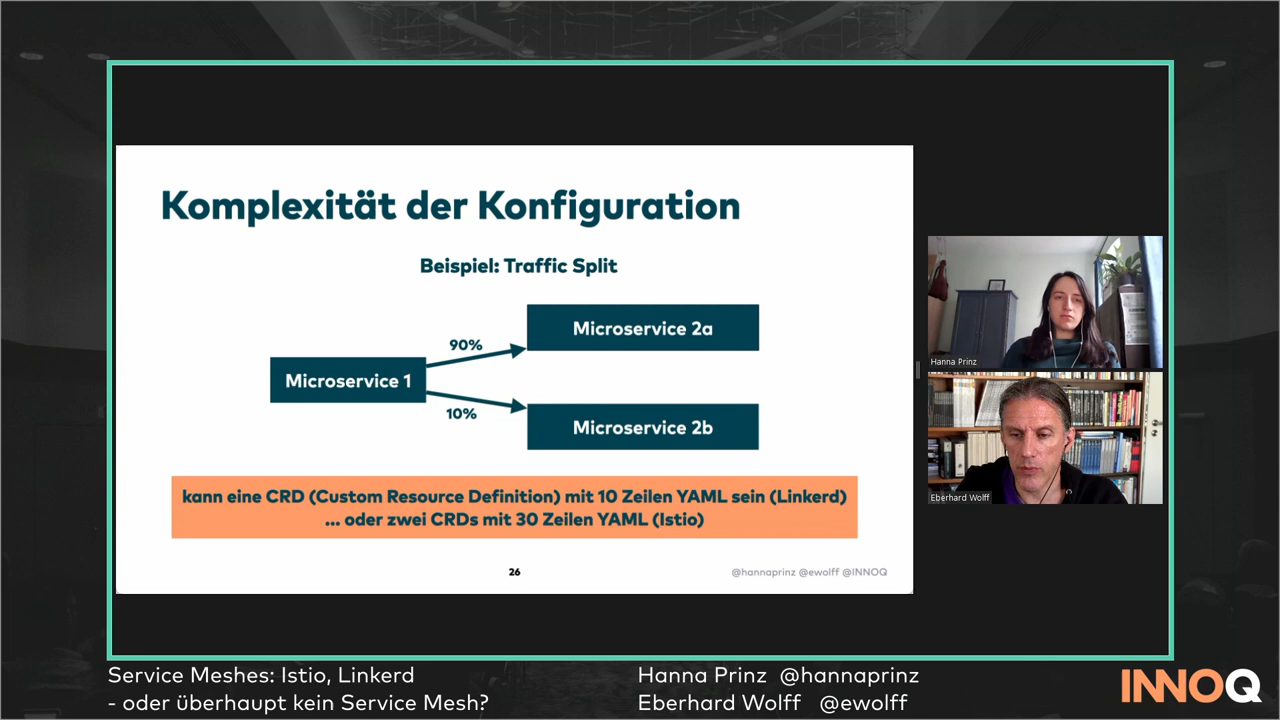 Komplexität der Konfiguration
Beispiel: Traffic Split
Microservice 1
90%
10%
Microservice 2a
Microservice 2b
kann eine CRD (Custom Resource Definition) mit 10 Zeilen YAML sein (Linkerd)
... oder zwei CRDs mit 30 Zeilen YAML (Istio)
26
@hannaprinz @ewolff @INNOQ
Hanna Prinz
Eberhard Wolff
Service Meshes: Istio, Linkerd
- oder überhaupt kein Service Mesh?
Hanna Prinz @hannaprinz
Eberhard Wolff @ewolff
INNOQ